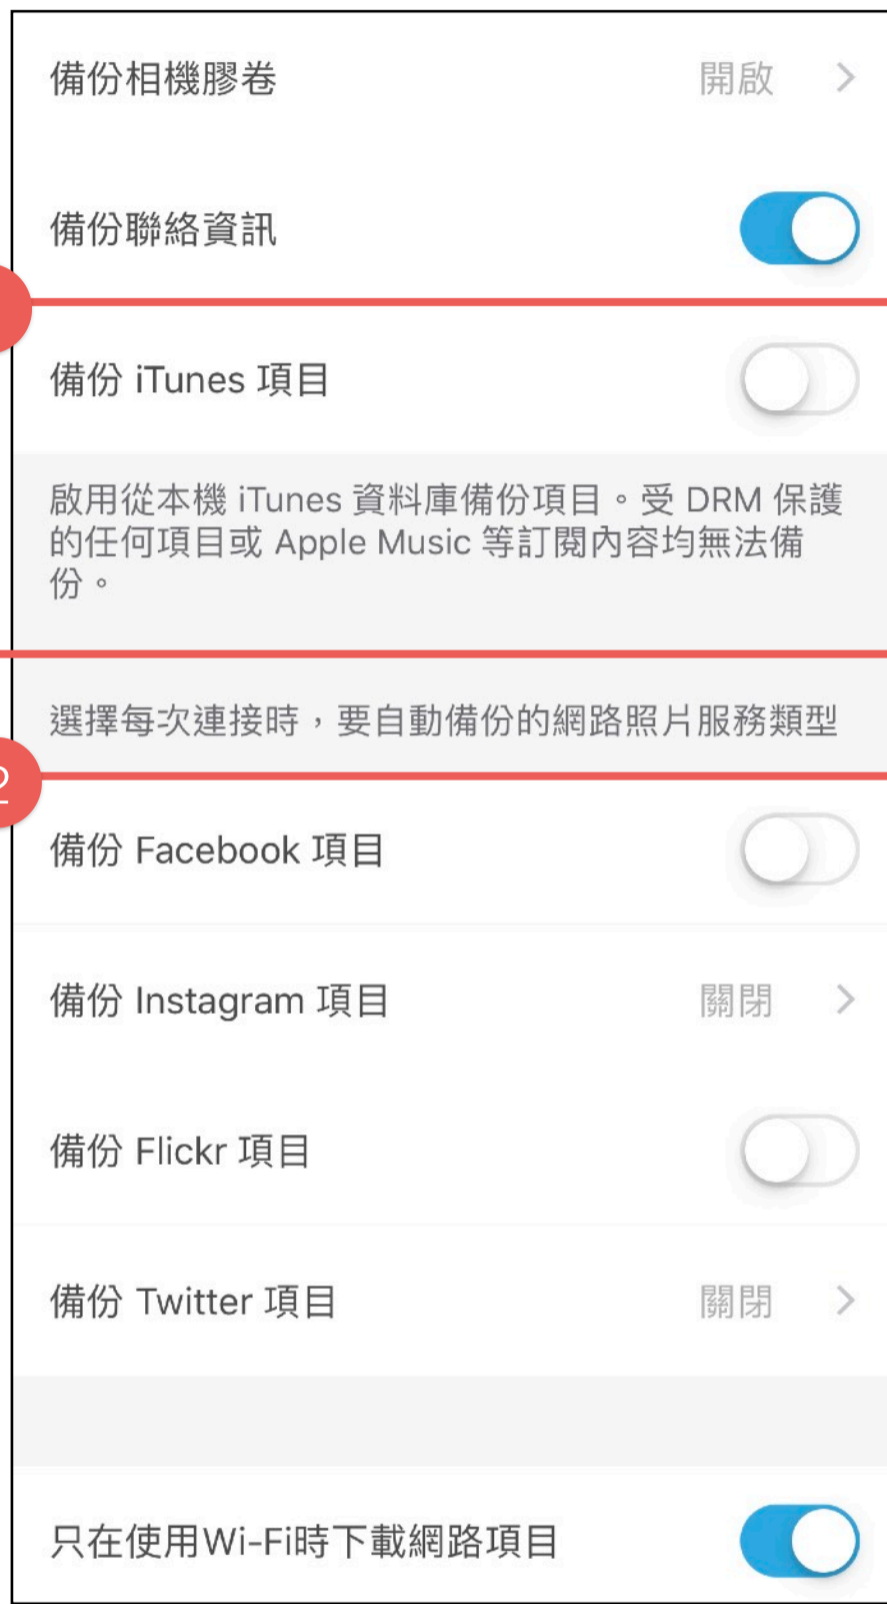 備份相機膠卷 開啟
備份聯絡資訊
備份 iTunes 項目
啟用從本機 iTunes 資料庫備份項目。受 DRM 保護
的任何項目或 Apple Music 等訂閱內容均無法備
份。
選擇每次連接時，要自動備份的網路照片服務類型
2
備份 Facebook 項目
備份 Instagram 項目 關閉
備份 Flickr 項目
備份 Twitter 項目 關閉
只在使用Wi-Fi時下載網路項目